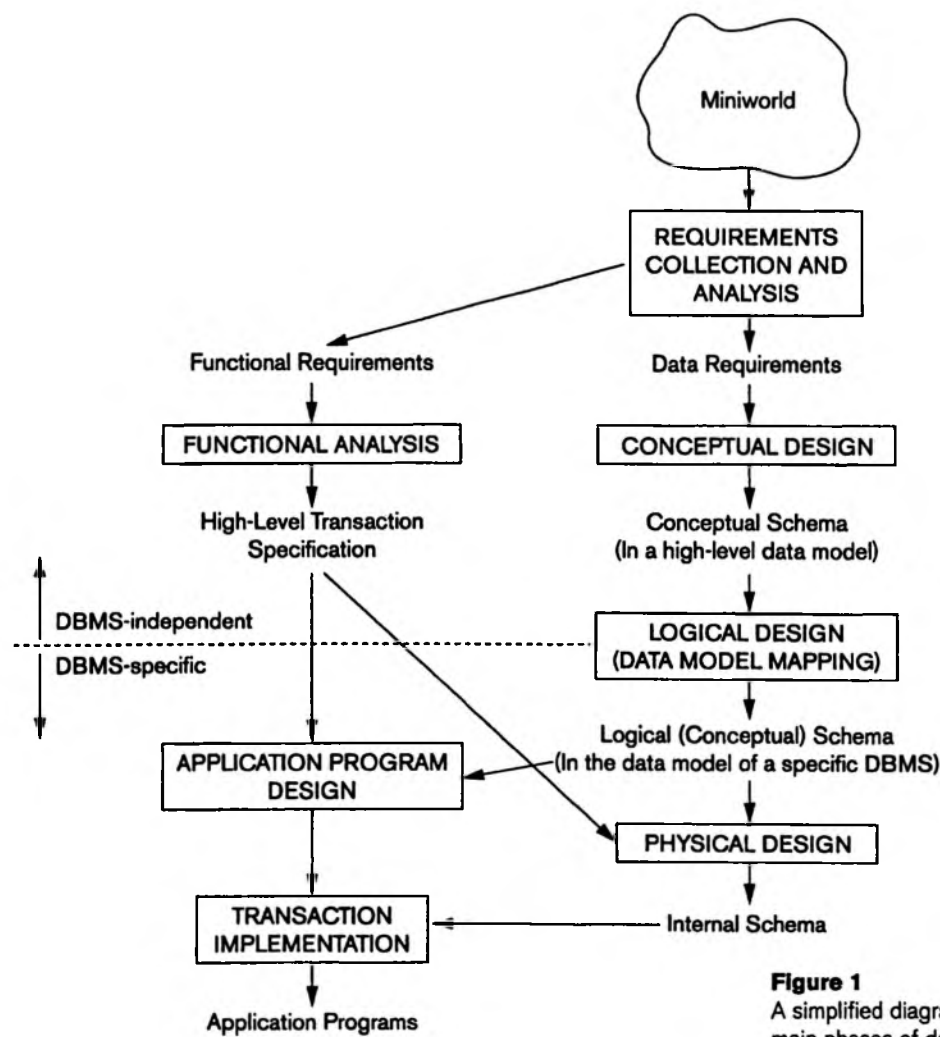 Miniworld
REQUIREMENTS
COLLECTION AND
ANALYSIS
Functional Requirements
Data Requirements
FUNCTIONAL ANALYSIS
CONCEPTUAL DESIGN
High-Level Transaction
Specification
Conceptual Schema
(In a high-level data model)
DBMS-independent
LOGICAL DESIGN
(DATA MODEL MAPPING)
DBMS-specific
Logical (Conceptual) Schema
(In the data model of a specific DBMS)
APPLICATION PROGRAM
DESIGN
PHYSICAL DESIGN
TRANSACTION
IMPLEMENTATION
Internal Schema
Application Programs
Figure 1
A simplified
main phases of